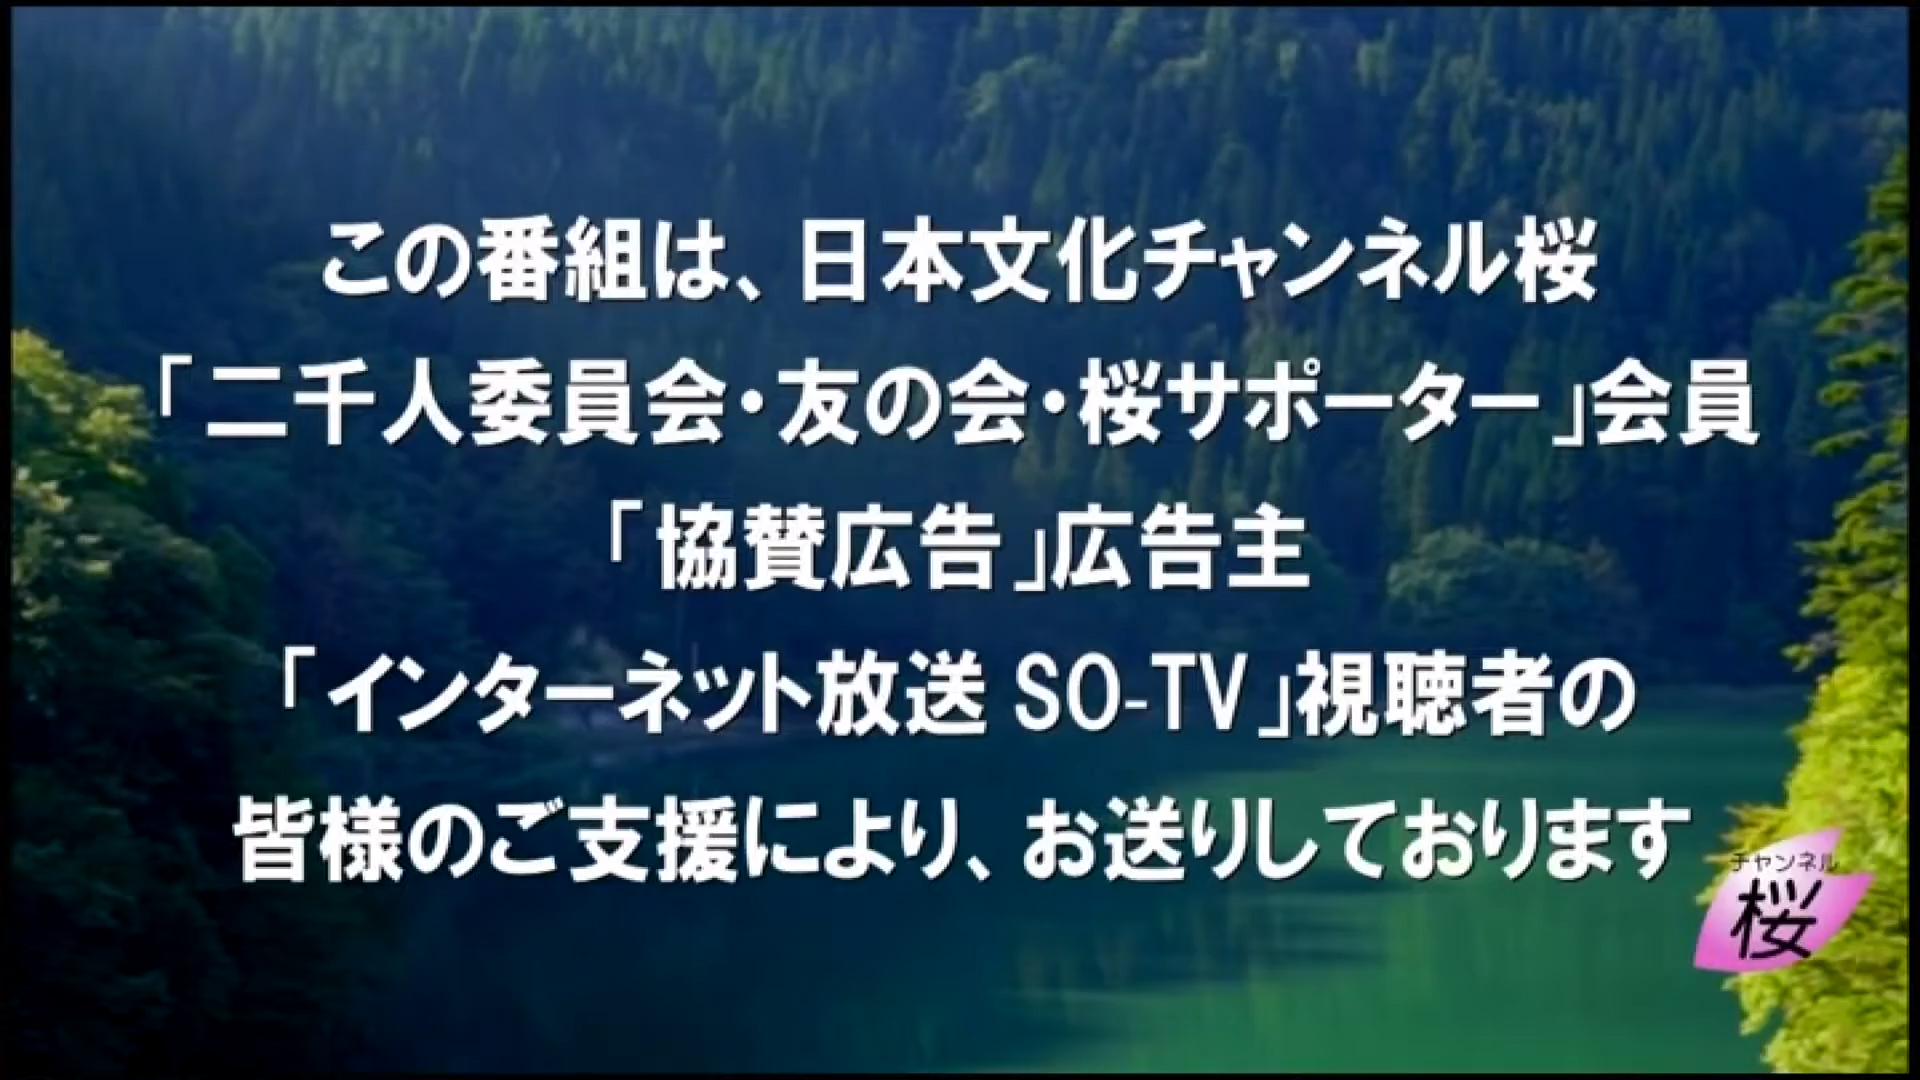 この番組は、日本文化チャンネル桜
「二千人委員会・友の会・桜サポーター」会員
「協賛広告」広告主
「インターネット放送 SO-TV」視聴者の
皆様のご支援により、お送りしております
チャンネル
桜